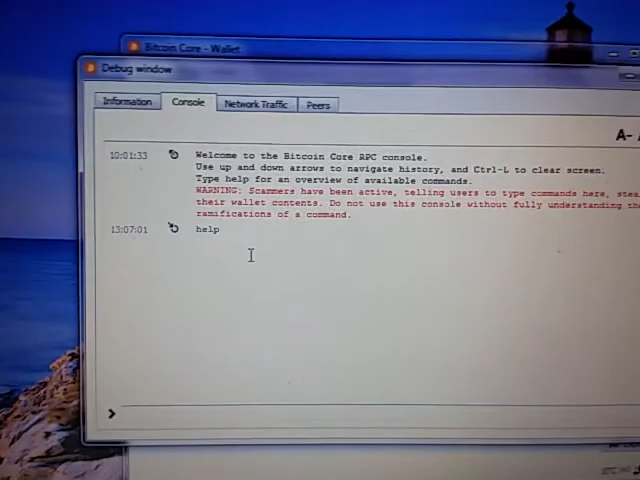 Bitcoin Core - Wallet
Debug window
Information Console Network Traffic Peers
A- A
10:01:33 Welcome to the Bitcoin Core RPC console.
Use up and down arrows to navigate history, and Ctrl-L to clear screen.
Type help for an overview of available commands.
WARNING: Scammers have been active, telling users to type commands here, stea
their wallet contents. Do not use this console without fully understanding the
ramifications of a command.
13:07:01 help